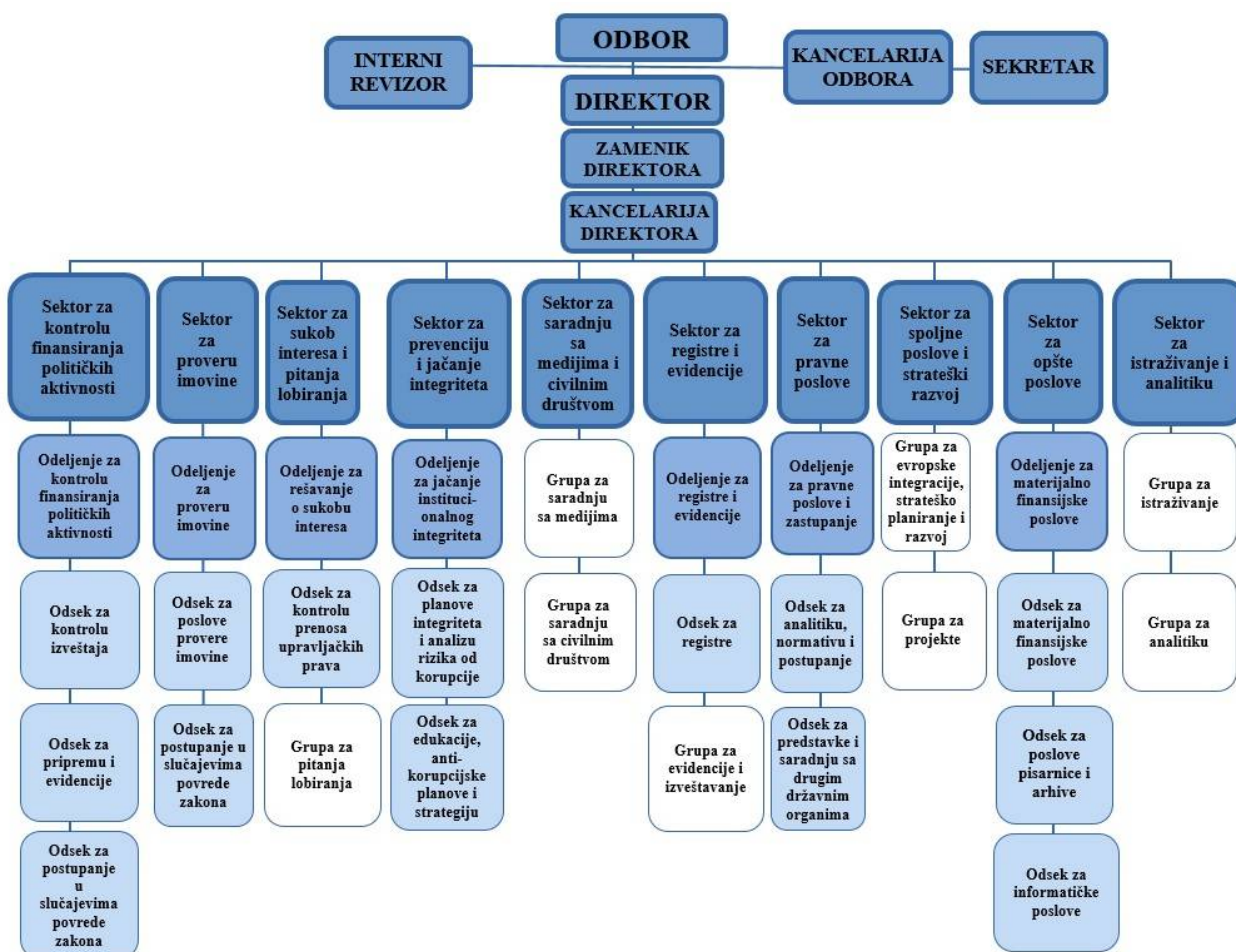 ODBOR
INTERNI
REVIZOR
KANCELARIJA
ODBORA
SEKRETAR
DIREKTOR
ZAMENIK
DIREKTORA
KANCELARIJA
DIREKTORA
Sektor za
kontrolu
finansiranja
političkih
aktivnosti
Sektor
za
proveru
imovine
Sektor za
sukob
interesa i
pitanja
lobiranja
Sektor za
prevenciju
i jačanje
integriteta
Sektor za
saradnju
sa
medijima i
civilnim
društvom
Sektor za
registre i
evidencije
Sektor
za
pravne
poslove
Sektor za
spoljne
poslove i
strateški
razvoj
Sektor
za
opšte
poslove
Sektor
za
istraživanje i
analitiku
Odeljenje za
kontrolu
finansiranja
političkih
aktivnosti
Odeljenje
za
proveru
imovine
Odeljenje za
rešavanje
o sukobu
interesa
Odeljenje
za jačanje
instituci-
onalnog
integriteta
Grupa za
saradnju
sa medijima
Odeljenje za
registre i
evidencije
Odeljenje
za pravne
poslove i
zastupanje
Grupa za
evropske
integracije,
strateško
planiranje i
razvoj
Odeljenje za
materijalno
finansijske
poslove
Grupa za
istraživanje
Odsek za
kontrolu
izveštaja
Odsek za
poslove
provere
imovine
Odsek za
kontrolu
prenosa
upravljačkih
prava
Odsek za
planove
integriteta
i analizu
rizika od
korupcije
Grupa za
saradnju
sa civilnim
društvom
Odsek za
registre
Odsek za
analitiku,
normativu i
postupanje
Grupa za
projekte
Odsek za
materijalno
finansijske
poslove
Grupa za
analitiku
Odsek za
pripremu i
evidencije
Odsek za
postupanje u
slučajevima
povrede
zakona
Grupa za
pitanja
lobiranja
Odsek za
edukacije,
anti-
korupcijske
planove i
strategiju
Grupa za
evidencije i
izveštavanje
Odsek za
predstavke i
saradnju sa
drugim
državnim
organima
Odsek za
poslove
pisarnice i
arhive
Odsek za
postupanje
u
slučajevima
povrede
zakona
Odsek za
informatičke
poslove